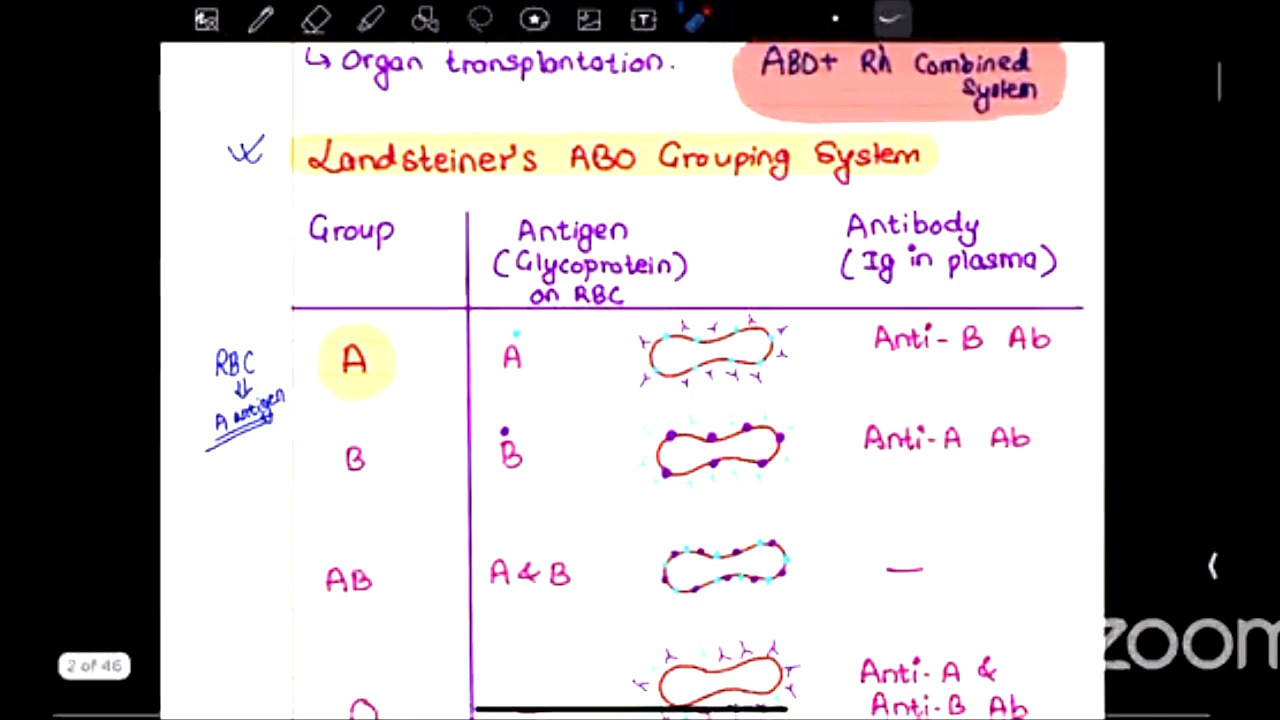 ↳ Organ transplantation.
ABO+ Rh Combined
System
Landsteiner's ABO Grouping System
Group
Antigen
(Glycoprotein)
on RBC
Antibody
(Ig in plasma)
RBC
⇓
A antigen
A
A
Anti-B Ab
B
B
Anti-A Ab
AB
A & B
—
O
Anti-A &
Anti-B Ab
2 of 46
zoom